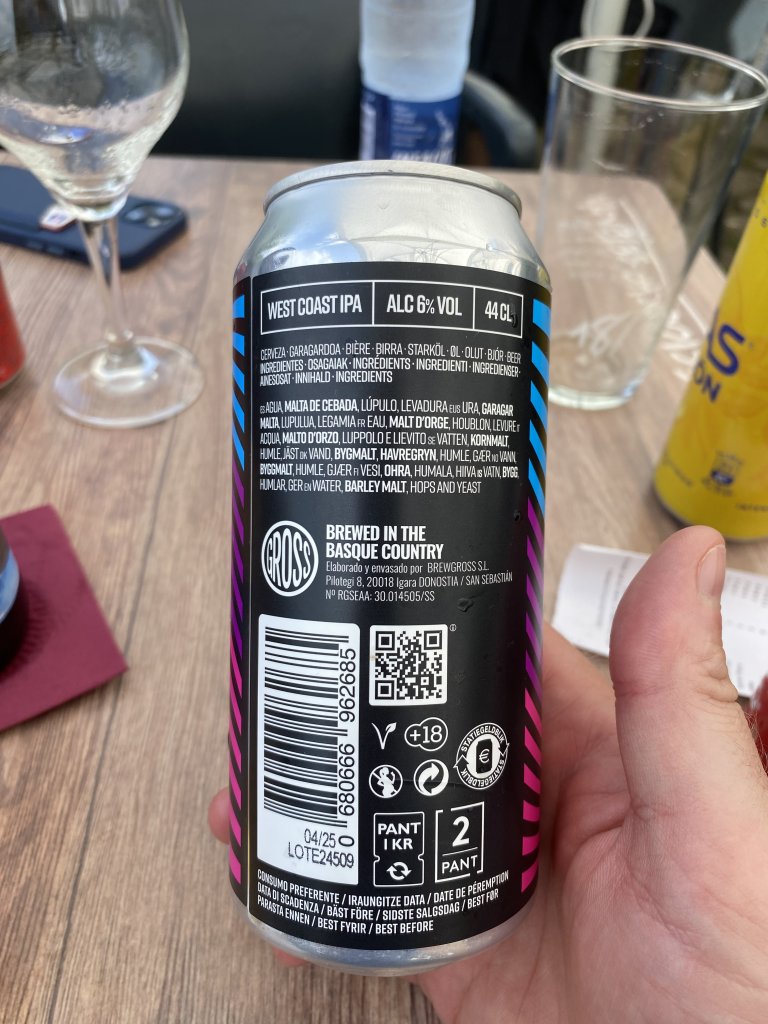 WEST COAST IPA
ALC 6% VOL
44 CL
CERVEZA · GARAGARDOA · BIÈRE · BIRRA · STARKÖL · ØL · OLUT · BJÓR · BEER
INGREDIENTES · OSAGAIAK · INGRÉDIENTS · INGREDIENTI · INGREDIENSER ·
AINESOSAT · INNIHALD · INGREDIENTS
ES AGUA, MALTA DE CEBADA, LÚPULO, LEVADURA EUS URA, GARAGAR
MALTA, LUPULUA, LEGAMIA FR EAU, MALT D'ORGE, HOUBLON, LEVURE IT
ACQUA, MALTO D'ORZO, LUPPOLO E LIEVITO SE VATTEN, KORNMALT,
HUMLE, JÄST DK VAND, BYGMALT, HAVREGRYN, HUMLE, GÆR NO VANN,
BYGGMALT, HUMLE, GJÆR FI VESI, OHRA, HUMALA, HIIVA IS VATN, BYGG,
HUMLAR, GER EN WATER, BARLEY MALT, HOPS AND YEAST
GROSS
BREWED IN THE
BASQUE COUNTRY
Elaborado y envasado por BREWGROSS S.L.
Pilotegi 8, 20018 Igara DONOSTIA / SAN SEBASTIÁN
Nº RGSEAA: 30.014505/SS
0 680666 962685
04/25
LOTE24509
+18
STATIEGELDBLIK
€
STATIEGELDBLIK
PANT
1 KR
2
PANT
CONSUMO PREFERENTE / IRAUNGITZE DATA / DATE DE PÉREMPTION
DATA DI SCADENZA / BÄST FÖRE / SIDSTE SALGSDAG / BEST FØR
PARASTA ENNEN / BEST FYRIR / BEST BEFORE
AS
ON